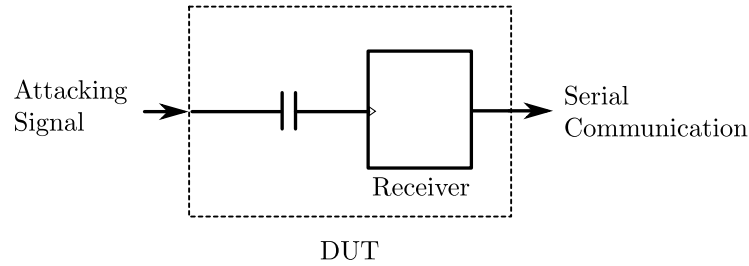 Attacking
Signal
Serial
Communication
Receiver
DUT